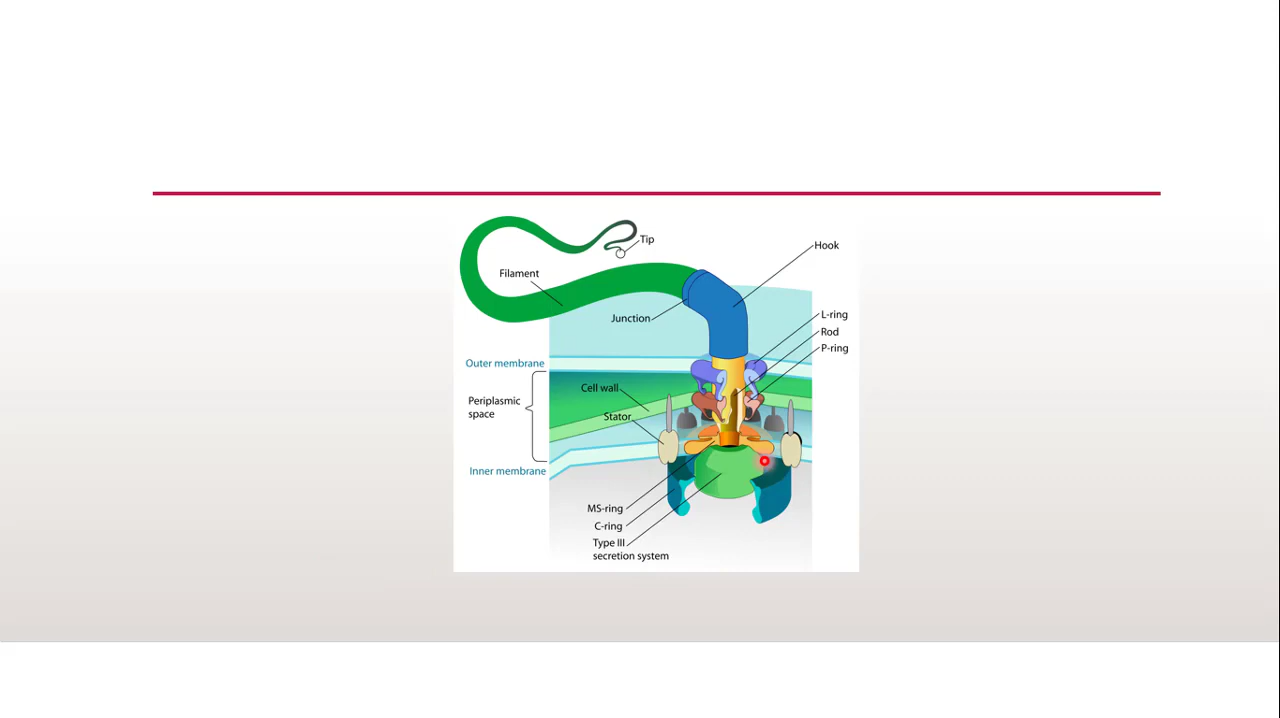 Tip
Hook
Filament
L-ring
Junction
Rod
P-ring
Outer membrane
Cell wall
Periplasmic
space
Stator
Inner membrane
MS-ring
C-ring
Type III
secretion system